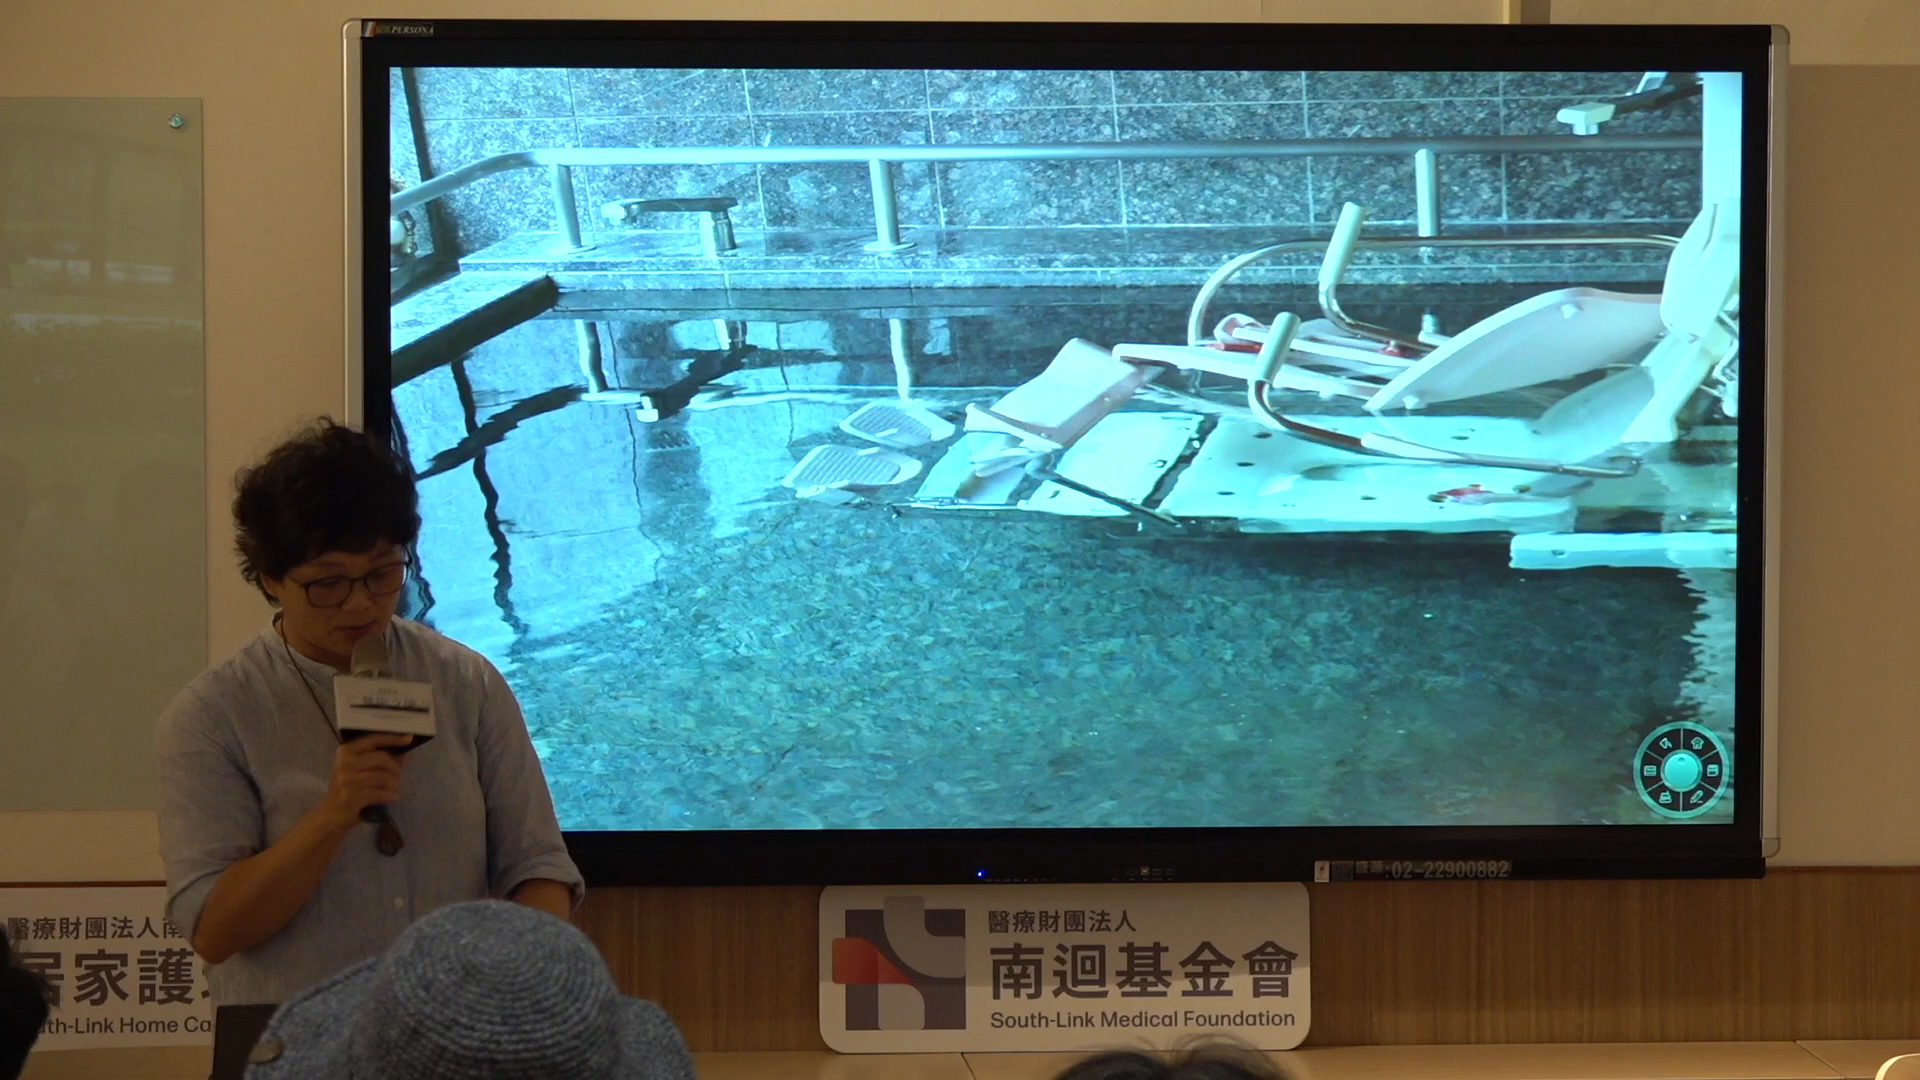 PERSONA
:02-22900882
醫療財團法人
南迴基金會
South-Link Medical Foundation
醫療財團法人南
居家護
th-Link Home Ca